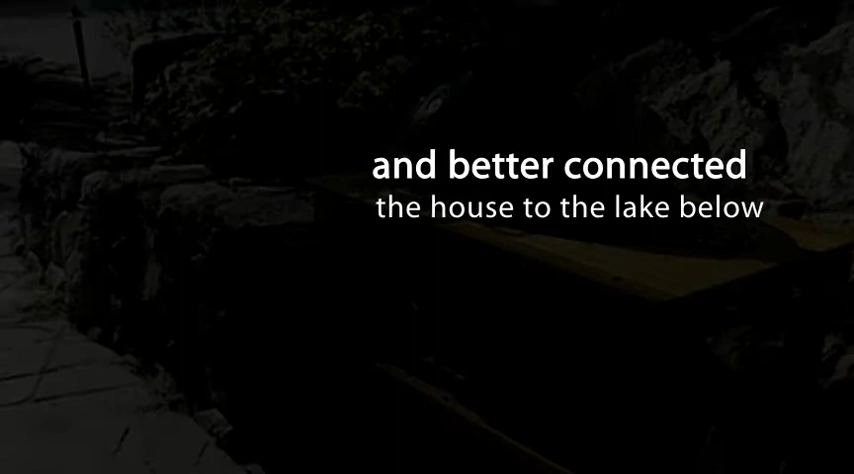 and better connected
the house to the lake below